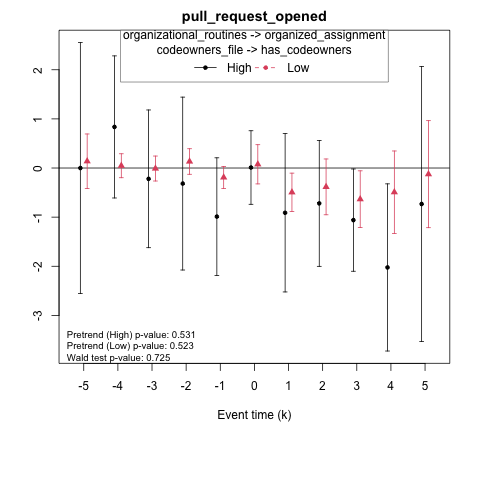 pull_request_opened
organizational_routines -> organized_assignment
codeowners_file -> has_codeowners
High Low
2
1
0
-1
-2
-3
Pretrend (High) p-value: 0.531
Pretrend (Low) p-value: 0.523
Wald test p-value: 0.725
-5 -4 -3 -2 -1 0 1 2 3 4 5
Event time (k)